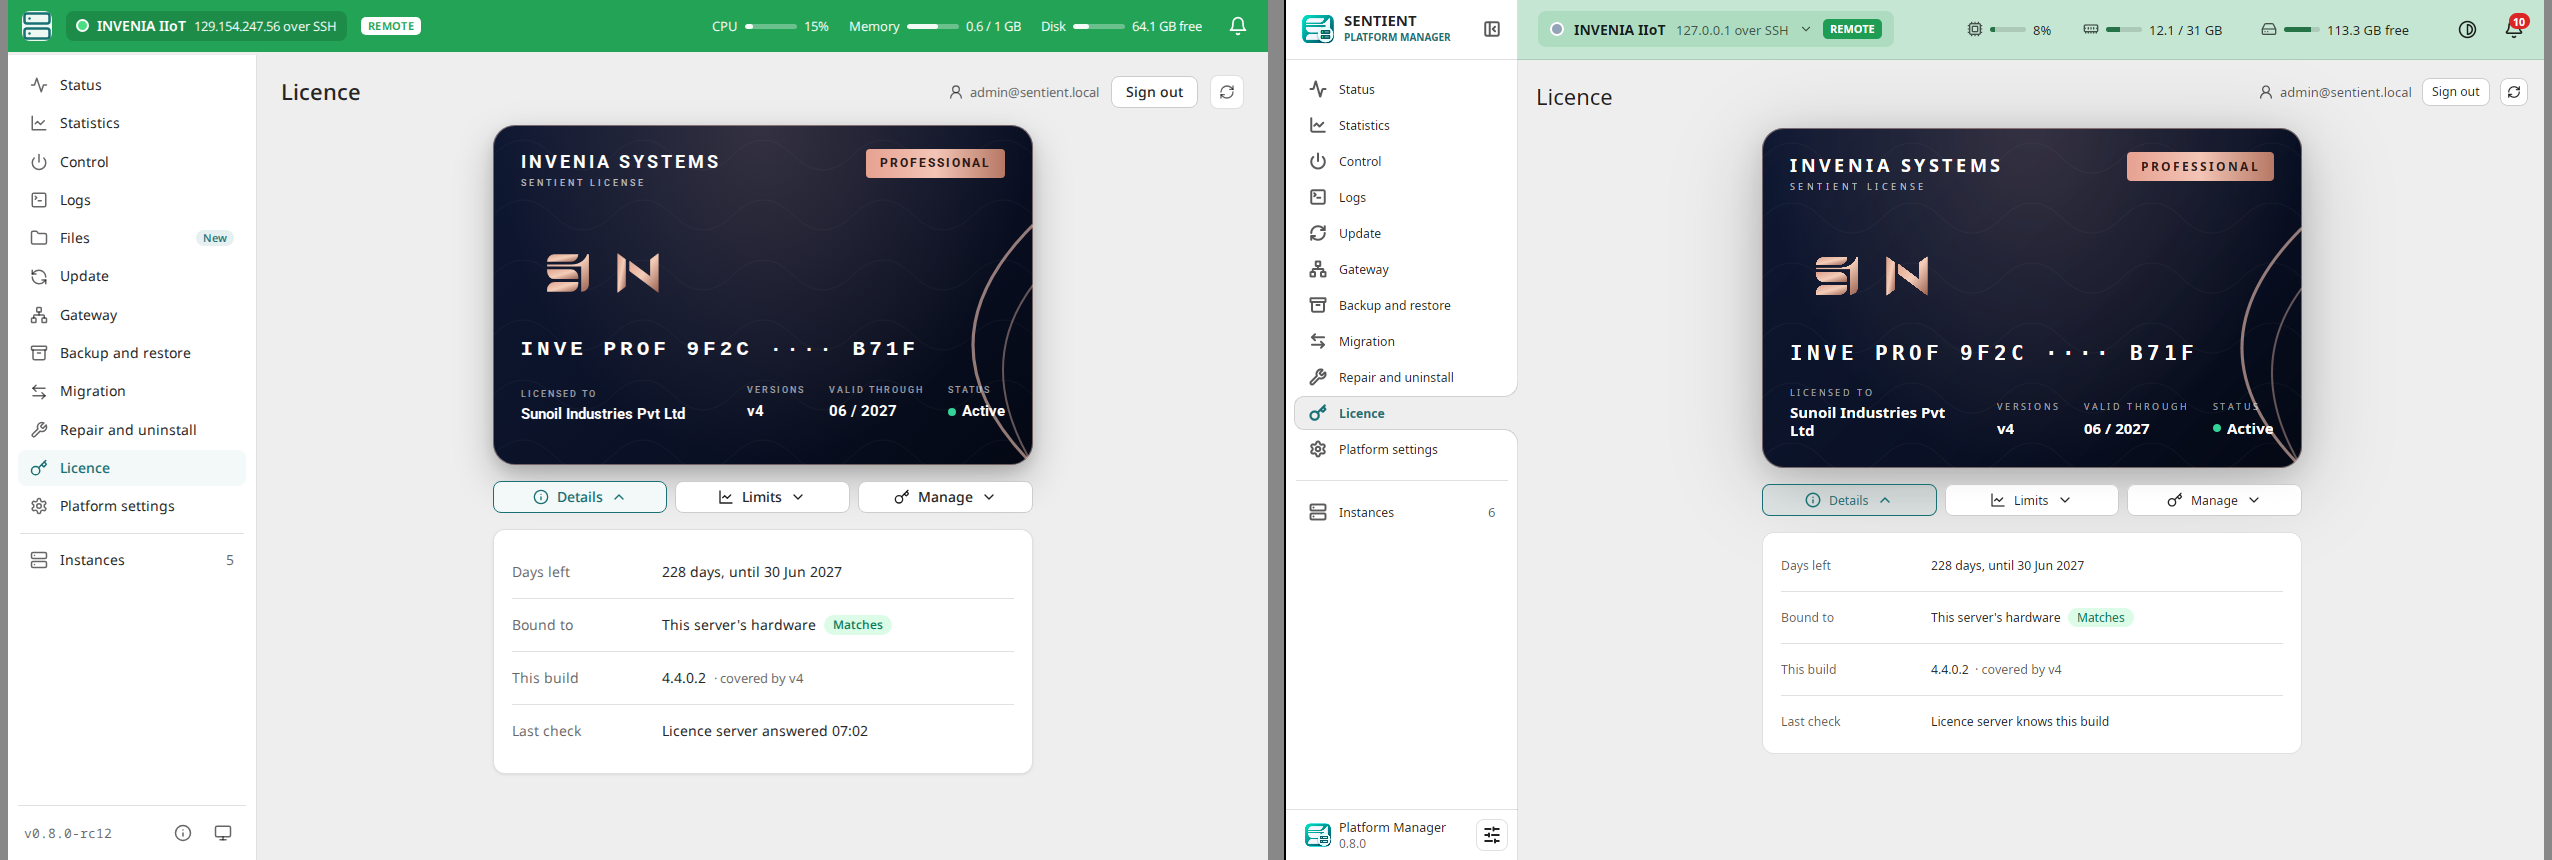 INVENIA IIoT 129.154.247.56 over SSH REMOTE CPU 15% Memory 0.6 / 1 GB Disk 64.1 GB free
Status
Statistics
Control
Logs
Files New
Update
Gateway
Backup and restore
Migration
Repair and uninstall
Licence
Platform settings
Instances 5
v0.8.0-rc12
Licence
admin@sentient.local Sign out
INVENIA SYSTEMS
SENTIENT LICENSE
PROFESSIONAL
INVE PROF 9F2C ···· B71F
LICENSED TO VERSIONS VALID THROUGH STATUS
Sunoil Industries Pvt Ltd v4 06 / 2027 Active
Details Limits Manage
Days left 228 days, until 30 Jun 2027
Bound to This server's hardware Matches
This build 4.4.0.2 · covered by v4
Last check Licence server answered 07:02
SENTIENT
PLATFORM MANAGER
INVENIA IIoT 127.0.0.1 over SSH REMOTE 8% 12.1 / 31 GB 113.3 GB free 10
Status
Statistics
Control
Logs
Update
Gateway
Backup and restore
Migration
Repair and uninstall
Licence
Platform settings
Instances 6
Platform Manager
0.8.0
Licence
admin@sentient.local Sign out
INVENIA SYSTEMS
SENTIENT LICENSE
PROFESSIONAL
INVE PROF 9F2C ···· B71F
LICENSED TO VERSIONS VALID THROUGH STATUS
Sunoil Industries Pvt
Ltd v4 06 / 2027 Active
Details Limits Manage
Days left 228 days, until 30 Jun 2027
Bound to This server's hardware Matches
This build 4.4.0.2 · covered by v4
Last check Licence server knows this build